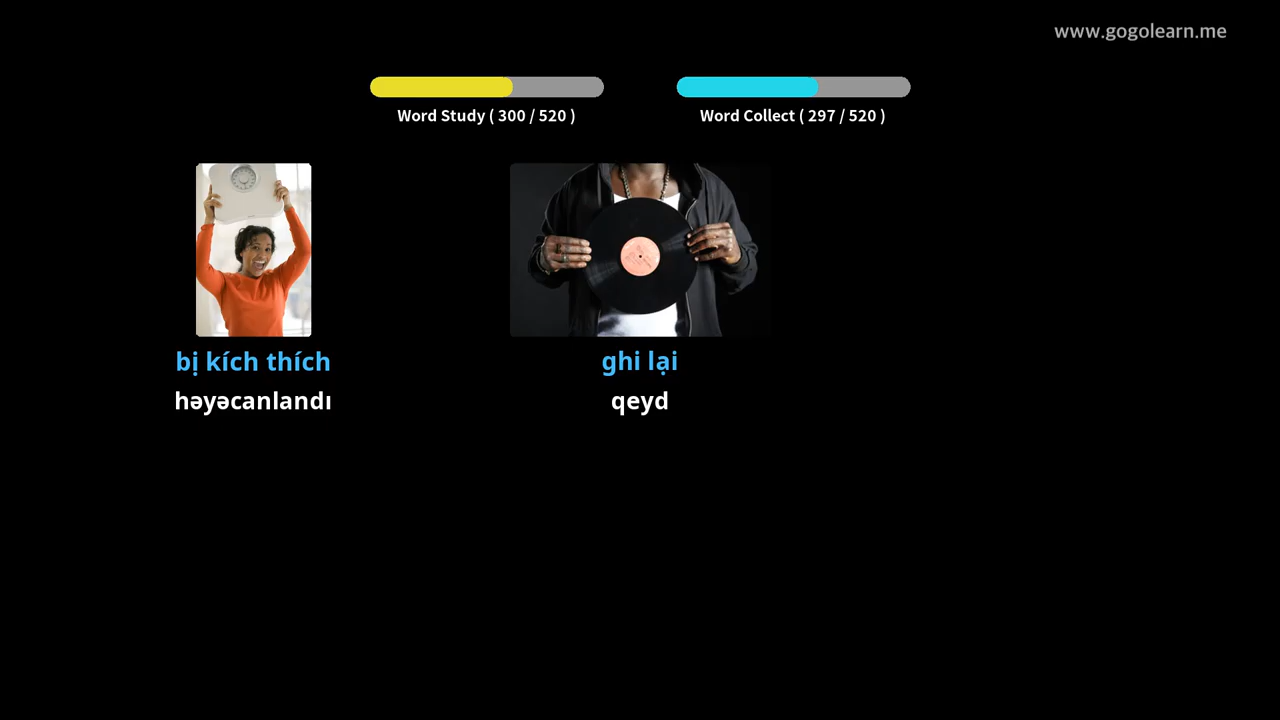 www.gogolearn.me
Word Study ( 300 / 520 )
Word Collect ( 297 / 520 )
bị kích thích
həyəcanlandı
ghi lại
qeyd